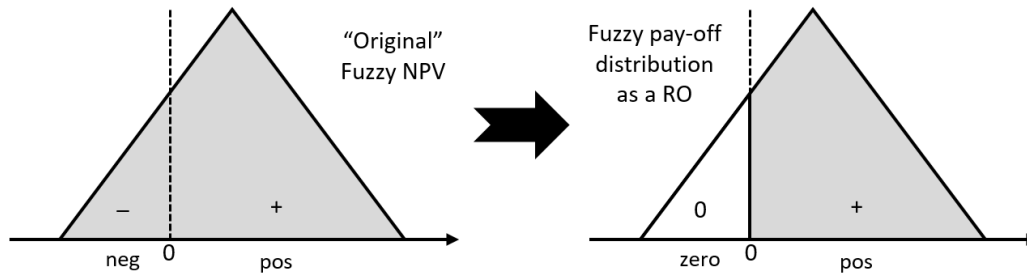 “Original”
Fuzzy NPV
–
+
neg
0
pos
Fuzzy pay-off
distribution
as a RO
0
+
zero
0
pos